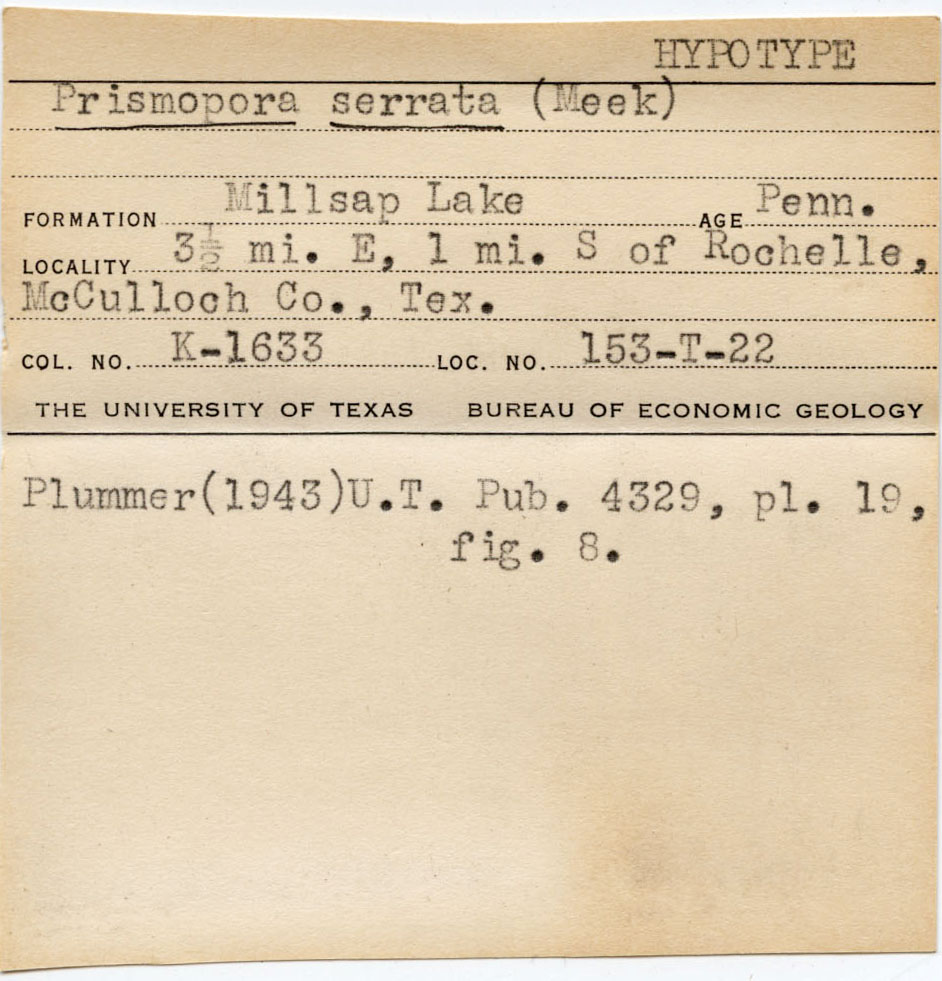 HYPOTYPE
Prismopora serrata (Meek)
FORMATION Millsap Lake AGE Penn.
LOCALITY 3½ mi. E, 1 mi. S of Rochelle,
McCulloch Co., Tex.
COL. NO. K-1633 LOC. NO. 153-T-22
THE UNIVERSITY OF TEXAS BUREAU OF ECONOMIC GEOLOGY
Plummer(1943)U.T. Pub. 4329, pl. 19,
fig. 8.